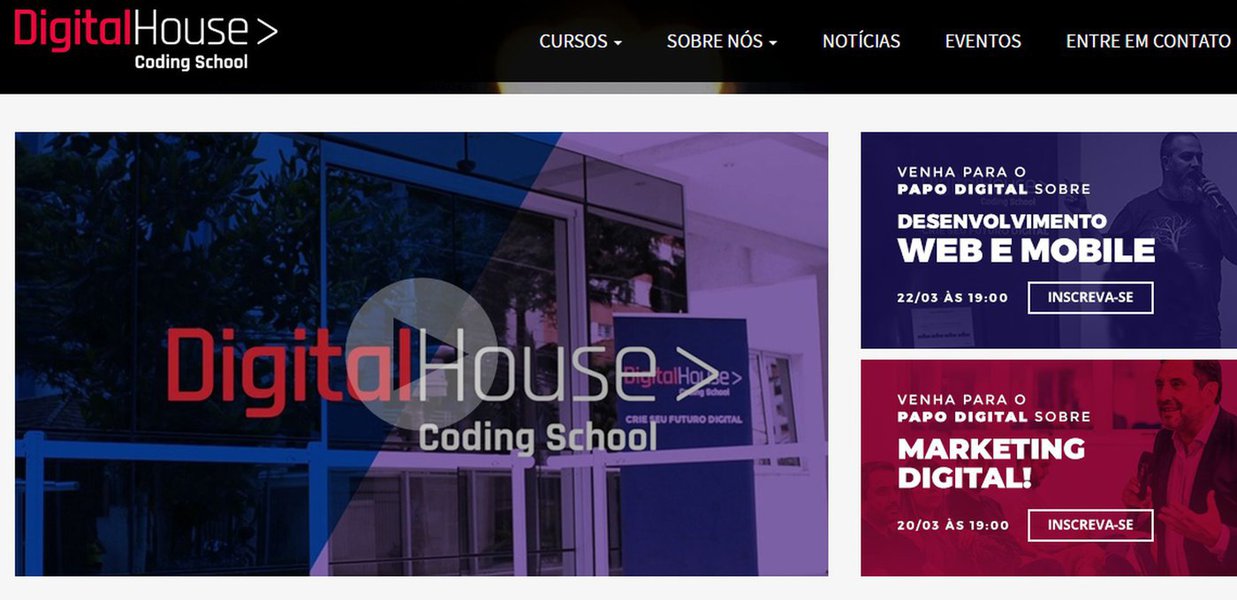 DigitalHouse >
Coding School
CURSOS
SOBRE NÓS
NOTÍCIAS
EVENTOS
ENTRE EM CONTATO
DigitalHouse >
Coding School
DigitalHouse >
Coding School
CRIE SEU FUTURO DIGITAL
VENHA PARA O
PAPO DIGITAL SOBRE
DESENVOLVIMENTO
WEB E MOBILE
22/03 ÀS 19:00
INSCREVA-SE
VENHA PARA O
PAPO DIGITAL SOBRE
MARKETING
DIGITAL!
20/03 ÀS 19:00
INSCREVA-SE